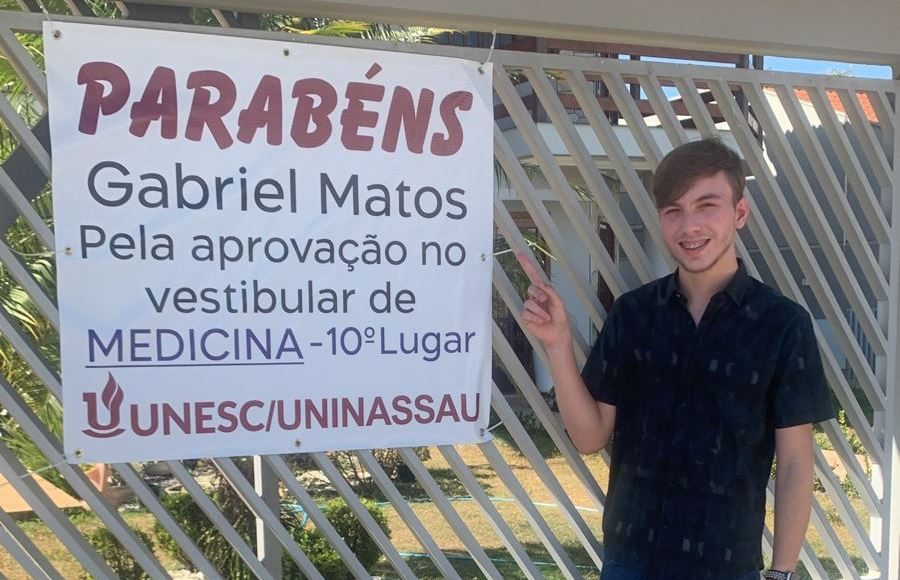 PARABÉNS
Gabriel Matos
Pela aprovação no
vestibular de
MEDICINA - 10º Lugar
UNESC/UNINASSAU